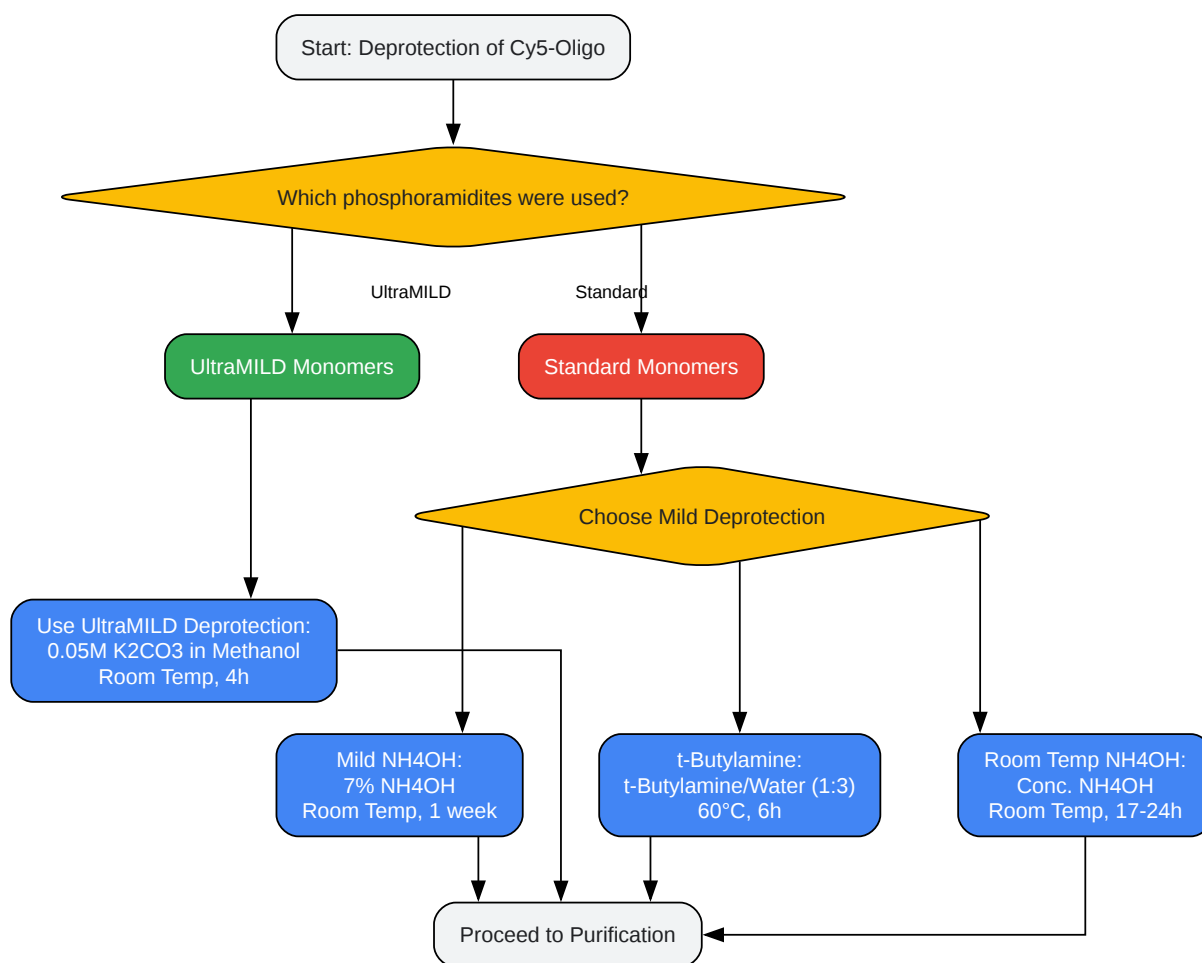 Start: Deprotection of Cy5-Oligo
Which phosphoramidites were used?
UltraMILD
Standard
UltraMILD Monomers
Standard Monomers
Choose Mild Deprotection
Use UltraMILD Deprotection:
0.05M K2CO3 in Methanol
Room Temp, 4h
Mild NH4OH:
7% NH4OH
Room Temp, 1 week
t-Butylamine:
t-Butylamine/Water (1:3)
60°C, 6h
Room Temp NH4OH:
Conc. NH4OH
Room Temp, 17-24h
Proceed to Purification